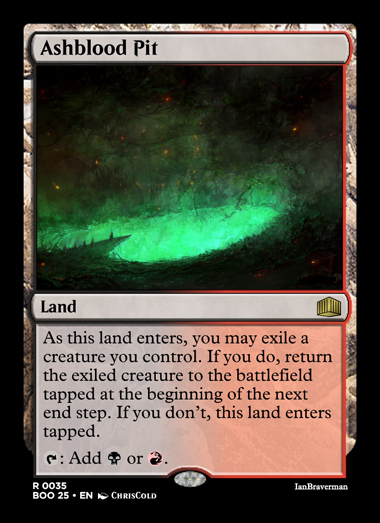 Ashblood Pit
Land
As this land enters, you may exile a
creature you control. If you do, return
the exiled creature to the battlefield
tapped at the beginning of the next
end step. If you don't, this land enters
tapped.
: Add or .
R 0035
BOO 25 • EN ChrisCold
IanBraverman